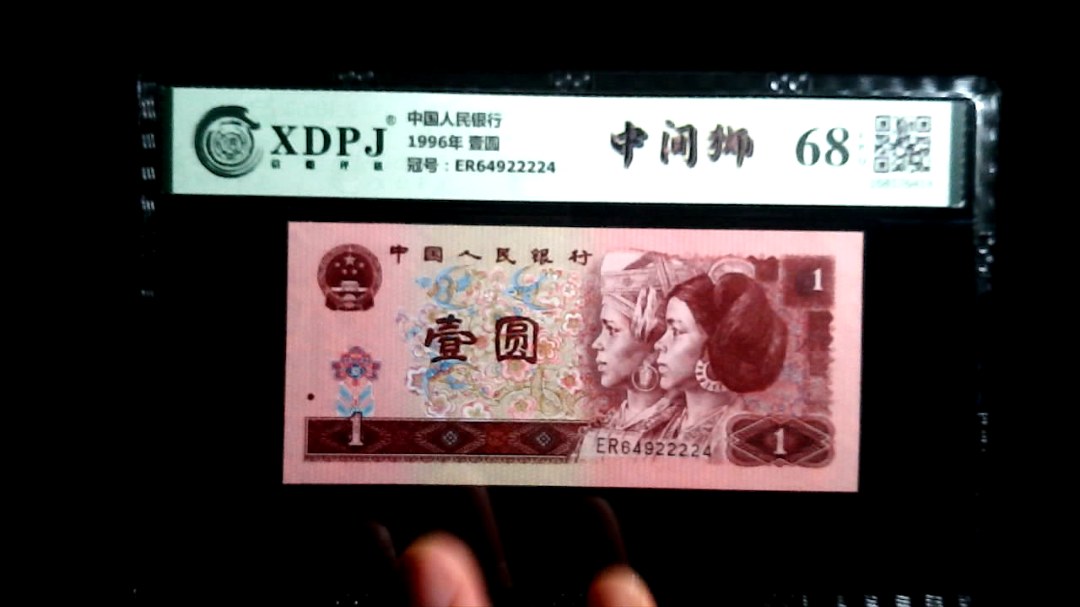 XDPJ®
中国人民银行
1996年 壹圆
冠号：ER64922224
中间狮
68
中国人民银行
壹圆
1
1
ER64922224
1